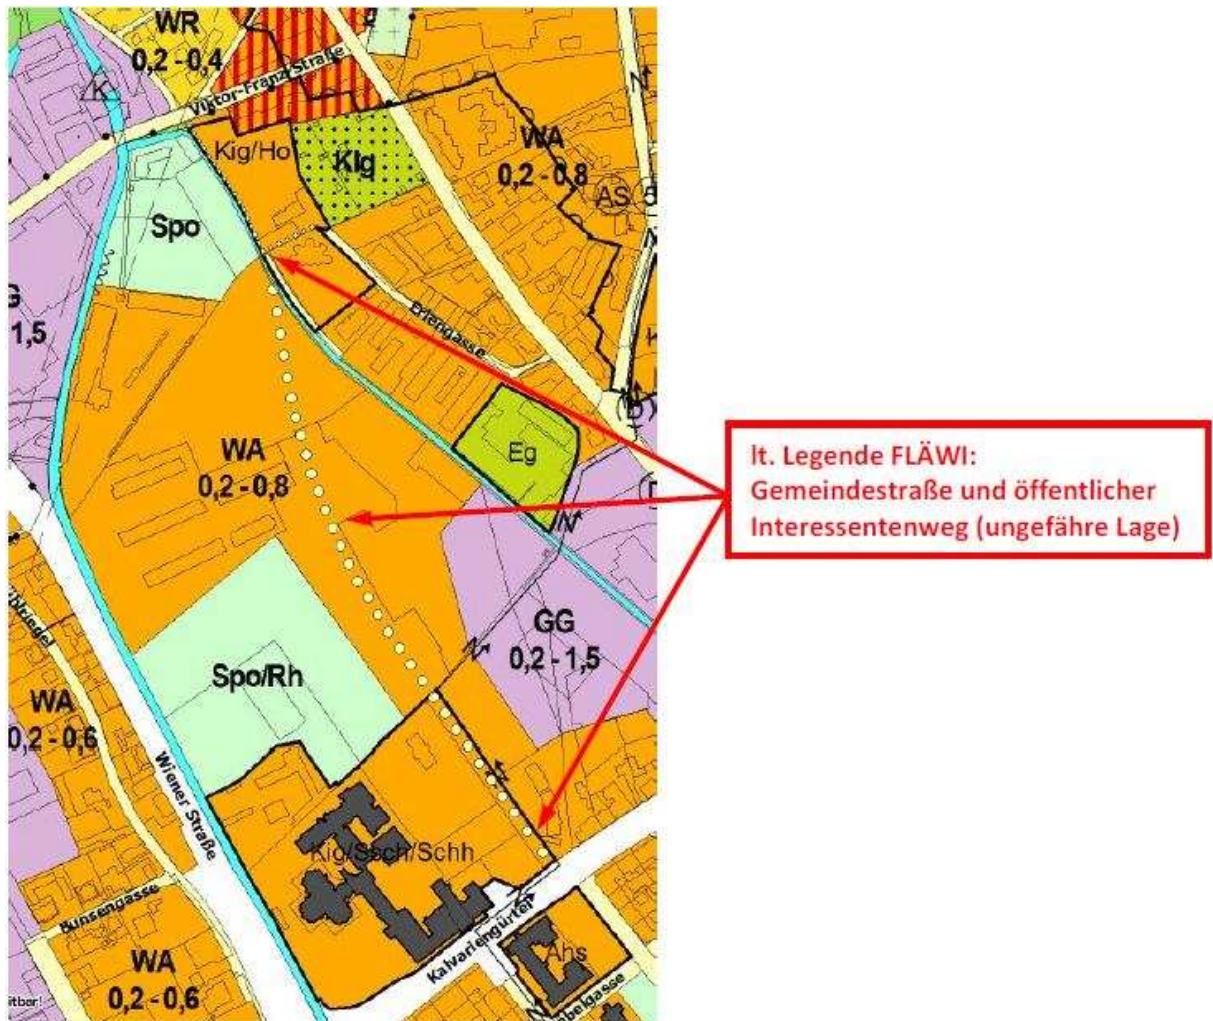 WR
0,2 - 0,4
K
Viktor-Franz-Straße
Kig/Ho
Klg
WA
0,2 - 0,8
AS
Spo
1,5
Erlengasse
(D)
WA
0,2 - 0,8
Eg
lt. Legende FLÄWI:
Gemeindestraße und öffentlicher
Interessentenweg (ungefähre Lage)
GG
0,2 - 1,5
Spo/Rh
WA
0,2 - 0,6
Wiener Straße
Kig/Ssch/Schh
Bunsengasse
Kalvariengürtel
Ahs
WA
0,2 - 0,6